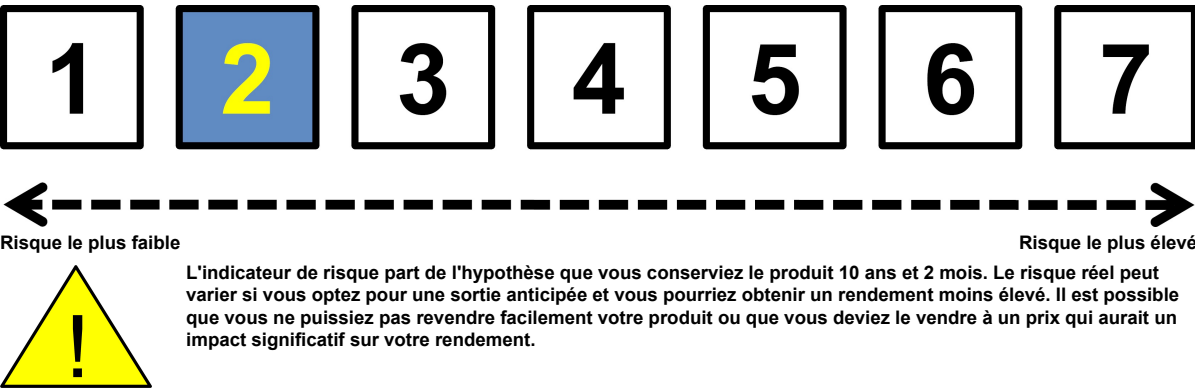 1 2 3 4 5 6 7
Risque le plus faible Risque le plus élevé
L'indicateur de risque part de l'hypothèse que vous conserviez le produit 10 ans et 2 mois. Le risque réel peut
varier si vous optez pour une sortie anticipée et vous pourriez obtenir un rendement moins élevé. Il est possible
que vous ne puissiez pas revendre facilement votre produit ou que vous deviez le vendre à un prix qui aurait un
impact significatif sur votre rendement.
!